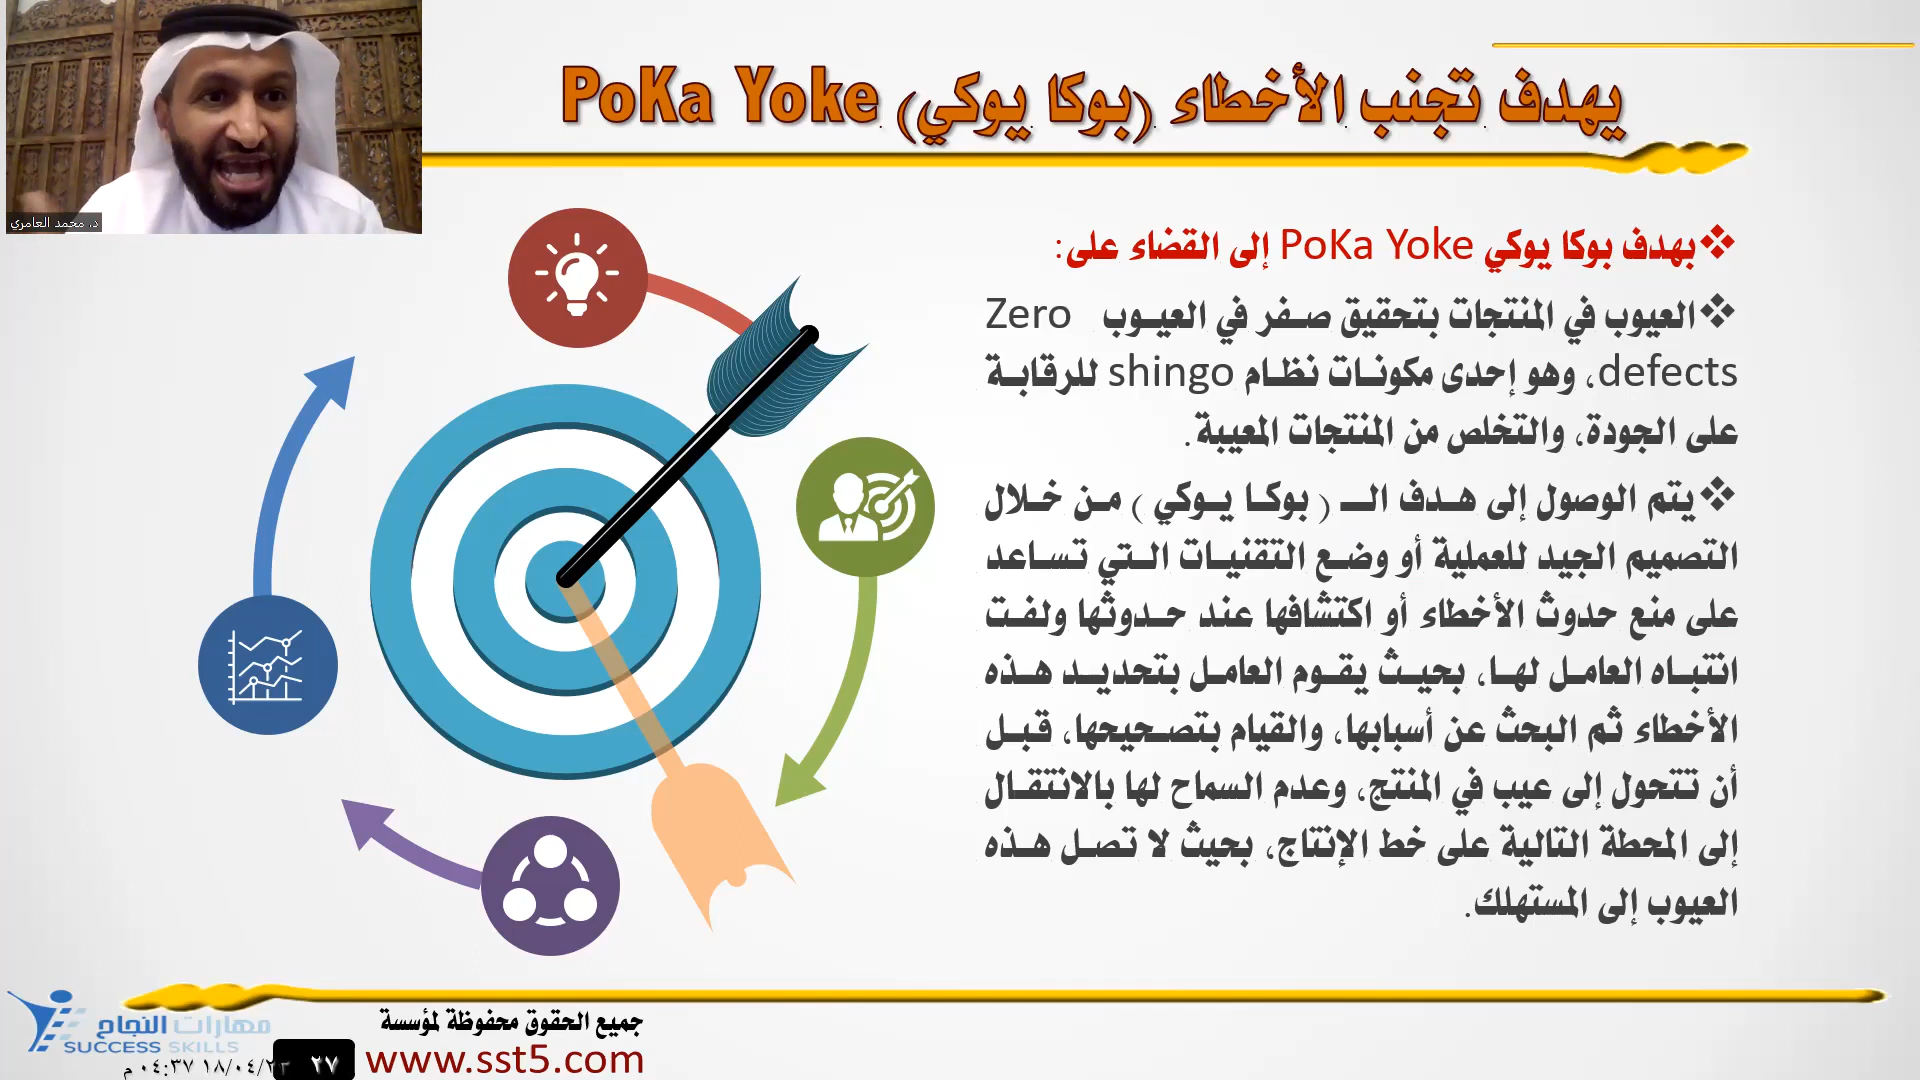 يهدف تجنب الأخطاء (بوكا يوكي) PoKa Yoke
د. محمد العامري
❖بهدف بوكا يوكي PoKa Yoke إلى القضاء على:
❖العيوب في المنتجات بتحقيق صفر في العيوب Zero
defects، وهو إحدى مكونات نظام shingo للرقابة
على الجودة، والتخلص من المنتجات المعيبة.
❖يتم الوصول إلى هدف الـ ( بوكا يوكي ) من خلال
التصميم الجيد للعملية أو وضع التقنيات التي تساعد
على منع حدوث الأخطاء أو اكتشافها عند حدوثها ولفت
انتباه العامل لها، بحيث يقوم العامل بتحديد هذه
الأخطاء ثم البحث عن أسبابها، والقيام بتصحيحها، قبل
أن تتحول إلى عيب في المنتج، وعدم السماح لها بالانتقال
إلى المحطة التالية على خط الإنتاج، بحيث لا تصل هذه
العيوب إلى المستهلك.
جميع الحقوق محفوظة لمؤسسة
www.sst5.com
مهارات النجاح
SUCCESS SKILLS
٢٧
٠٤:٣٧ م